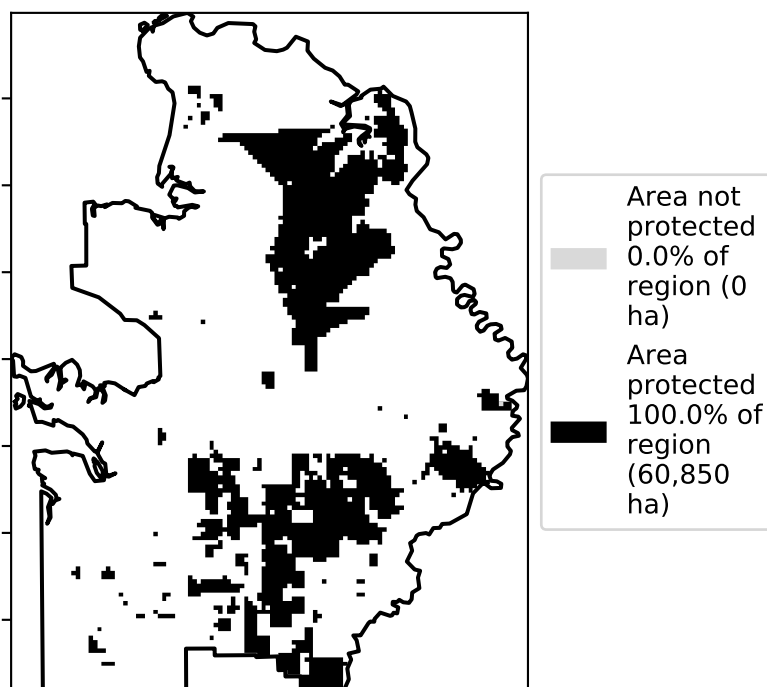 Area not
protected
0.0% of
region (0
ha)
Area
protected
100.0% of
region
(60,850
ha)